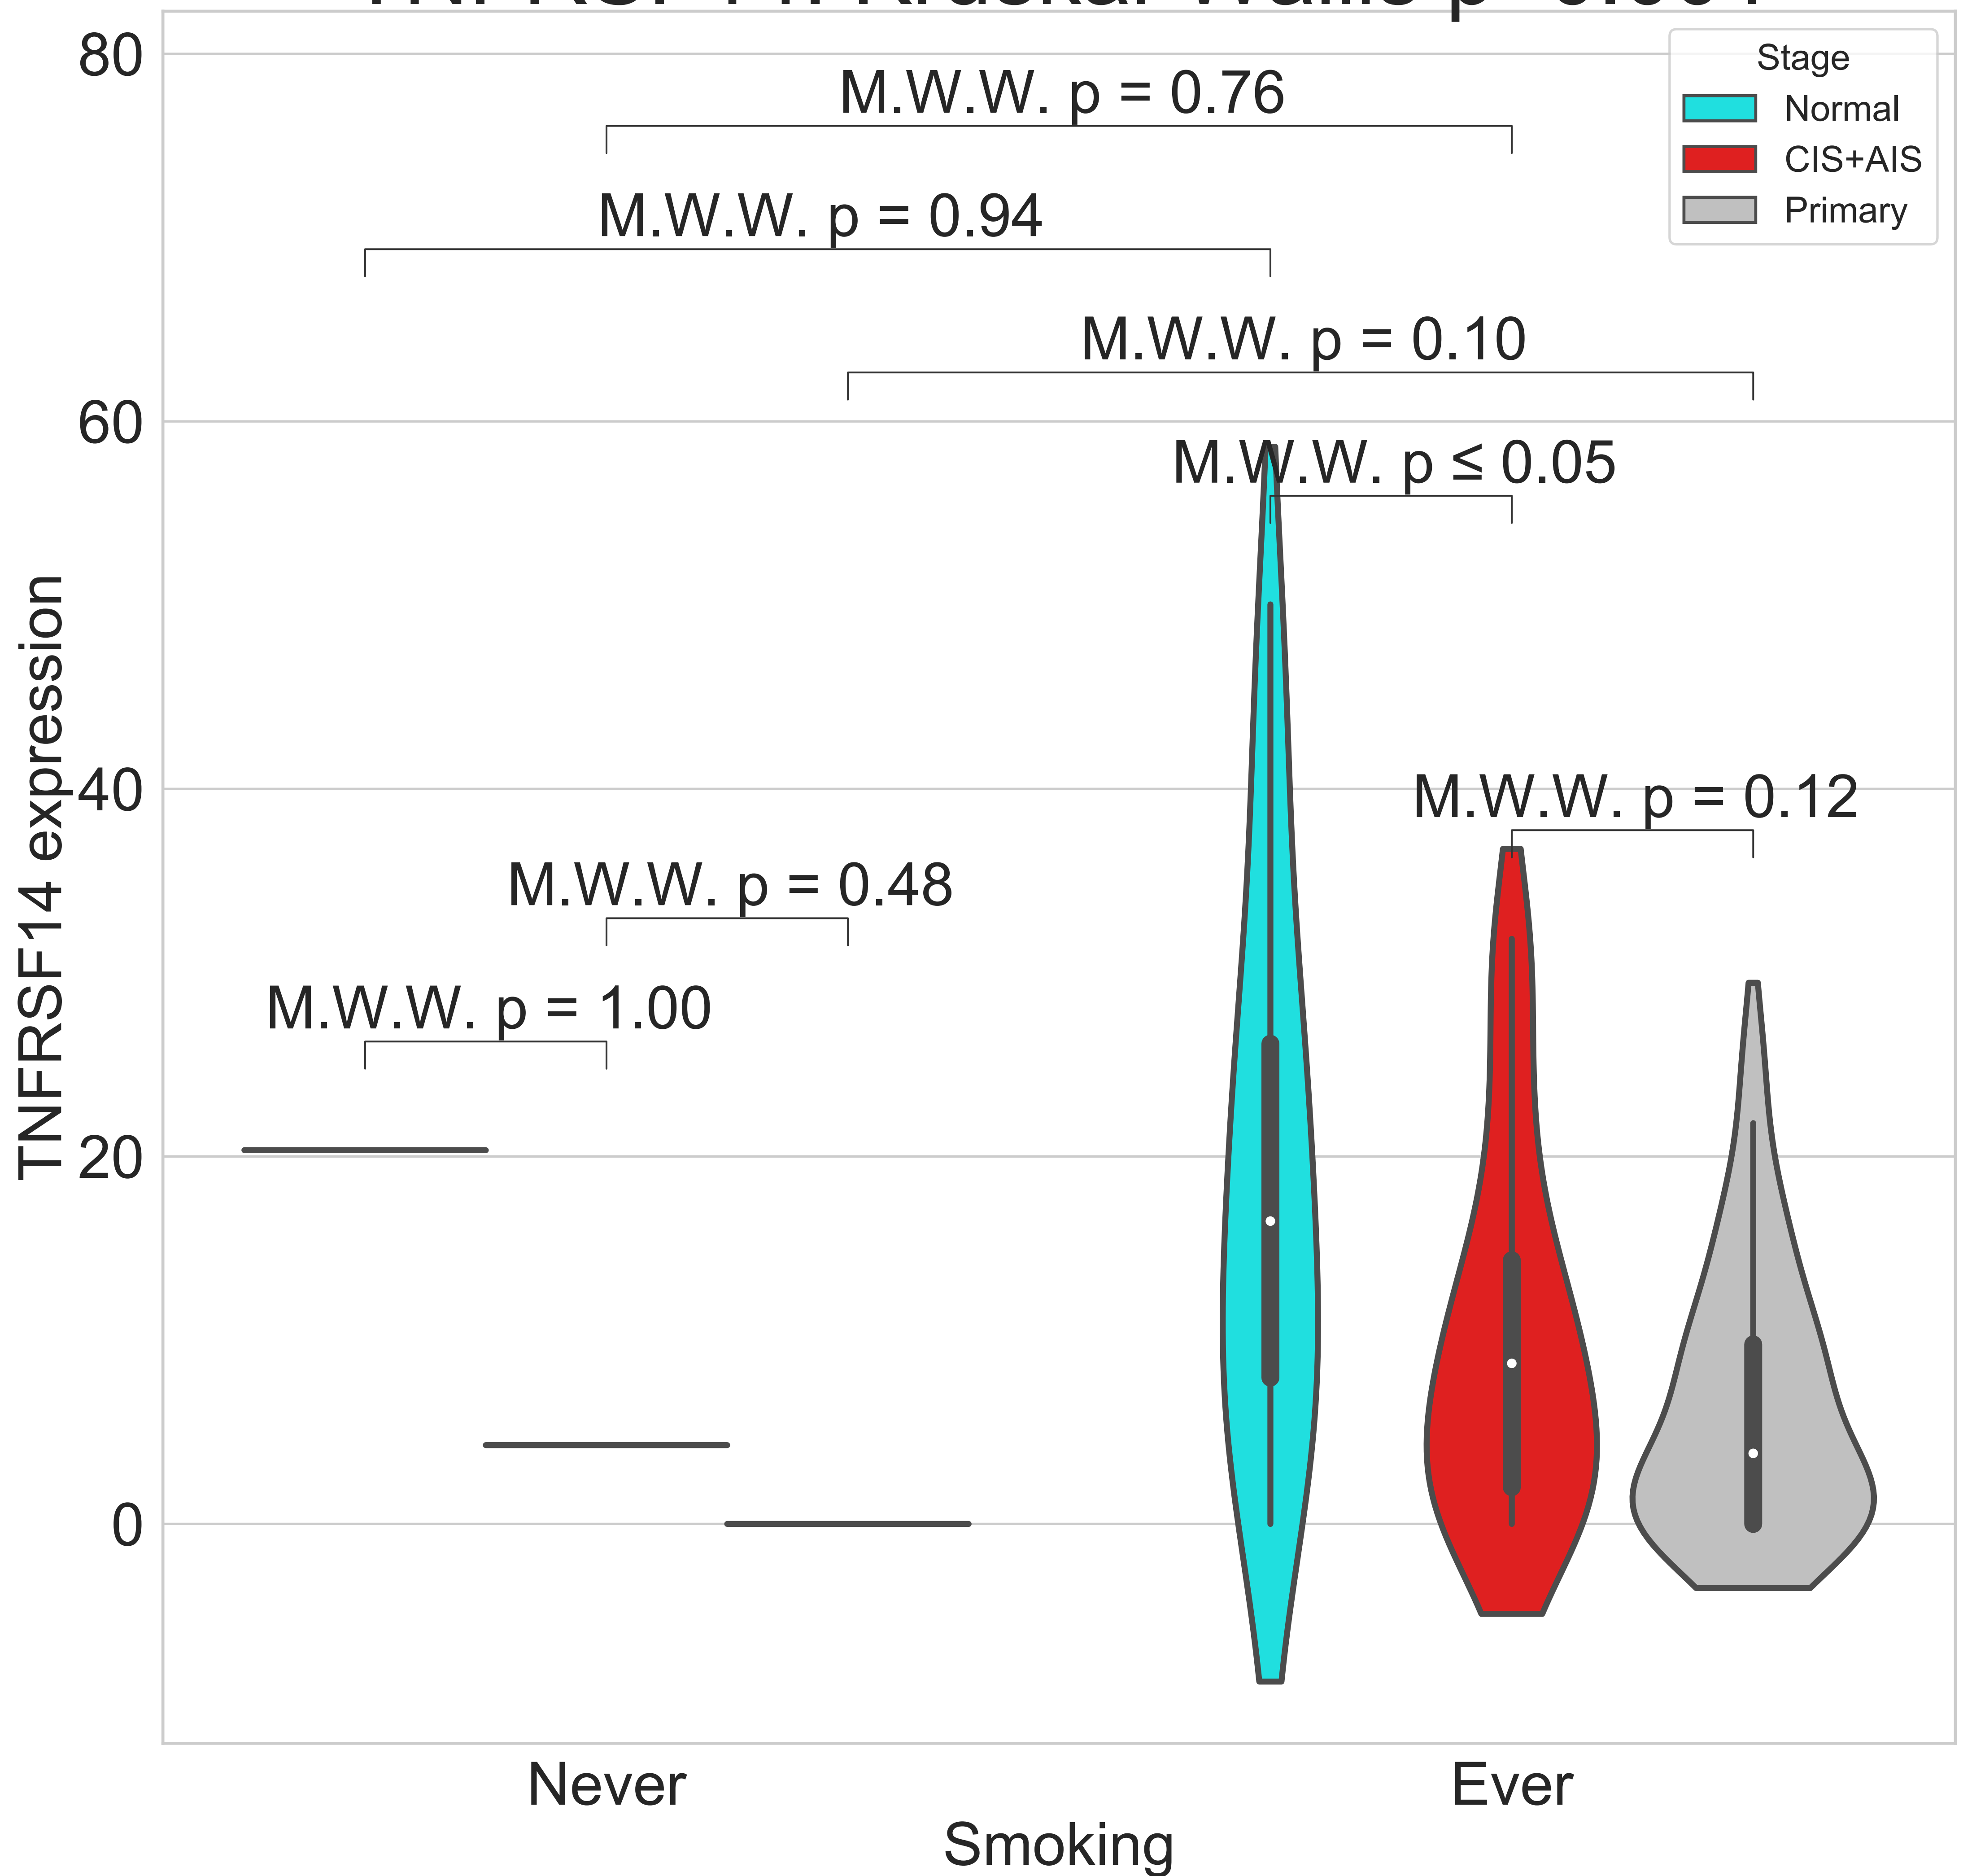 80
60
40
20
0
TNFRSF14 expression
M.W.W. p = 0.76
M.W.W. p = 0.94
M.W.W. p = 0.10
M.W.W. p ≤ 0.05
M.W.W. p = 0.12
M.W.W. p = 0.48
M.W.W. p = 1.00
Stage
Normal
CIS+AIS
Primary
Never
Ever
Smoking